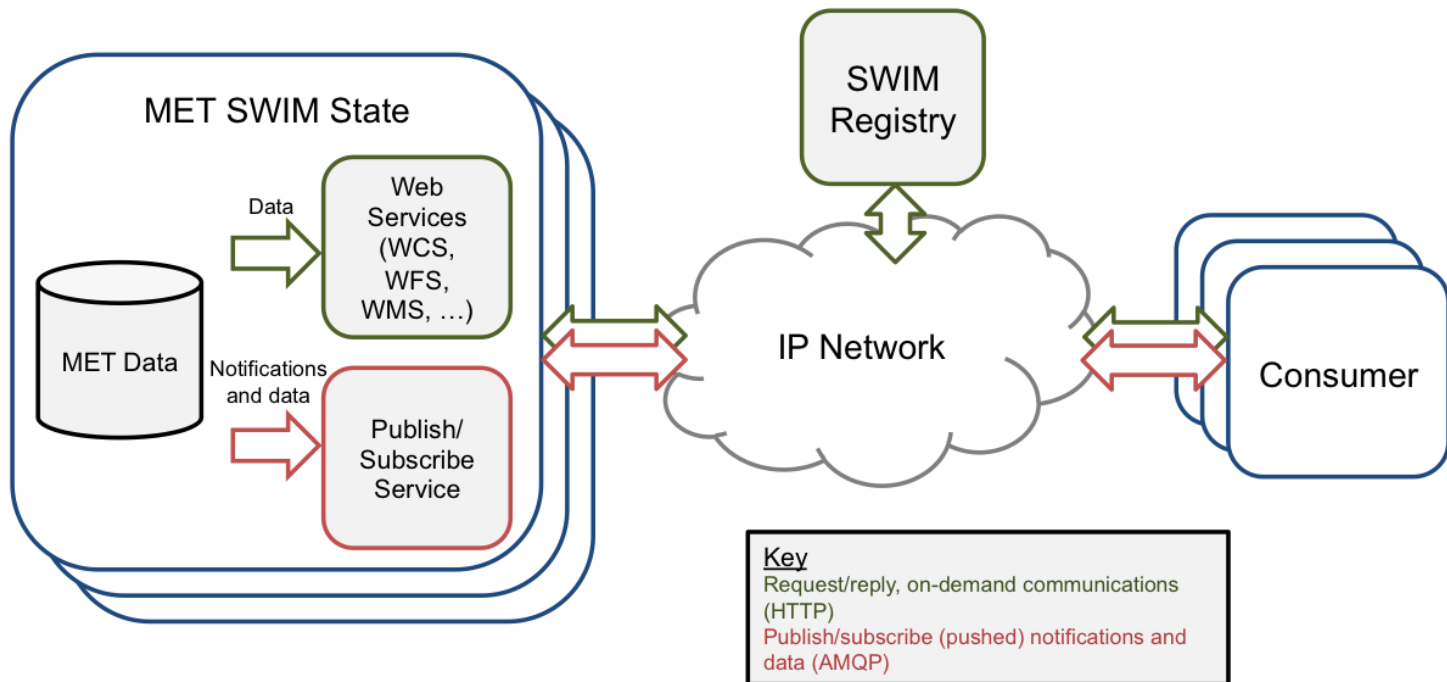 MET SWIM State
Data
Web
Services
(WCS,
WFS,
WMS, …)
MET Data
Notifications
and data
Publish/
Subscribe
Service
SWIM
Registry
IP Network
Consumer
Key
Request/reply, on-demand communications
(HTTP)
Publish/subscribe (pushed) notifications and
data (AMQP)